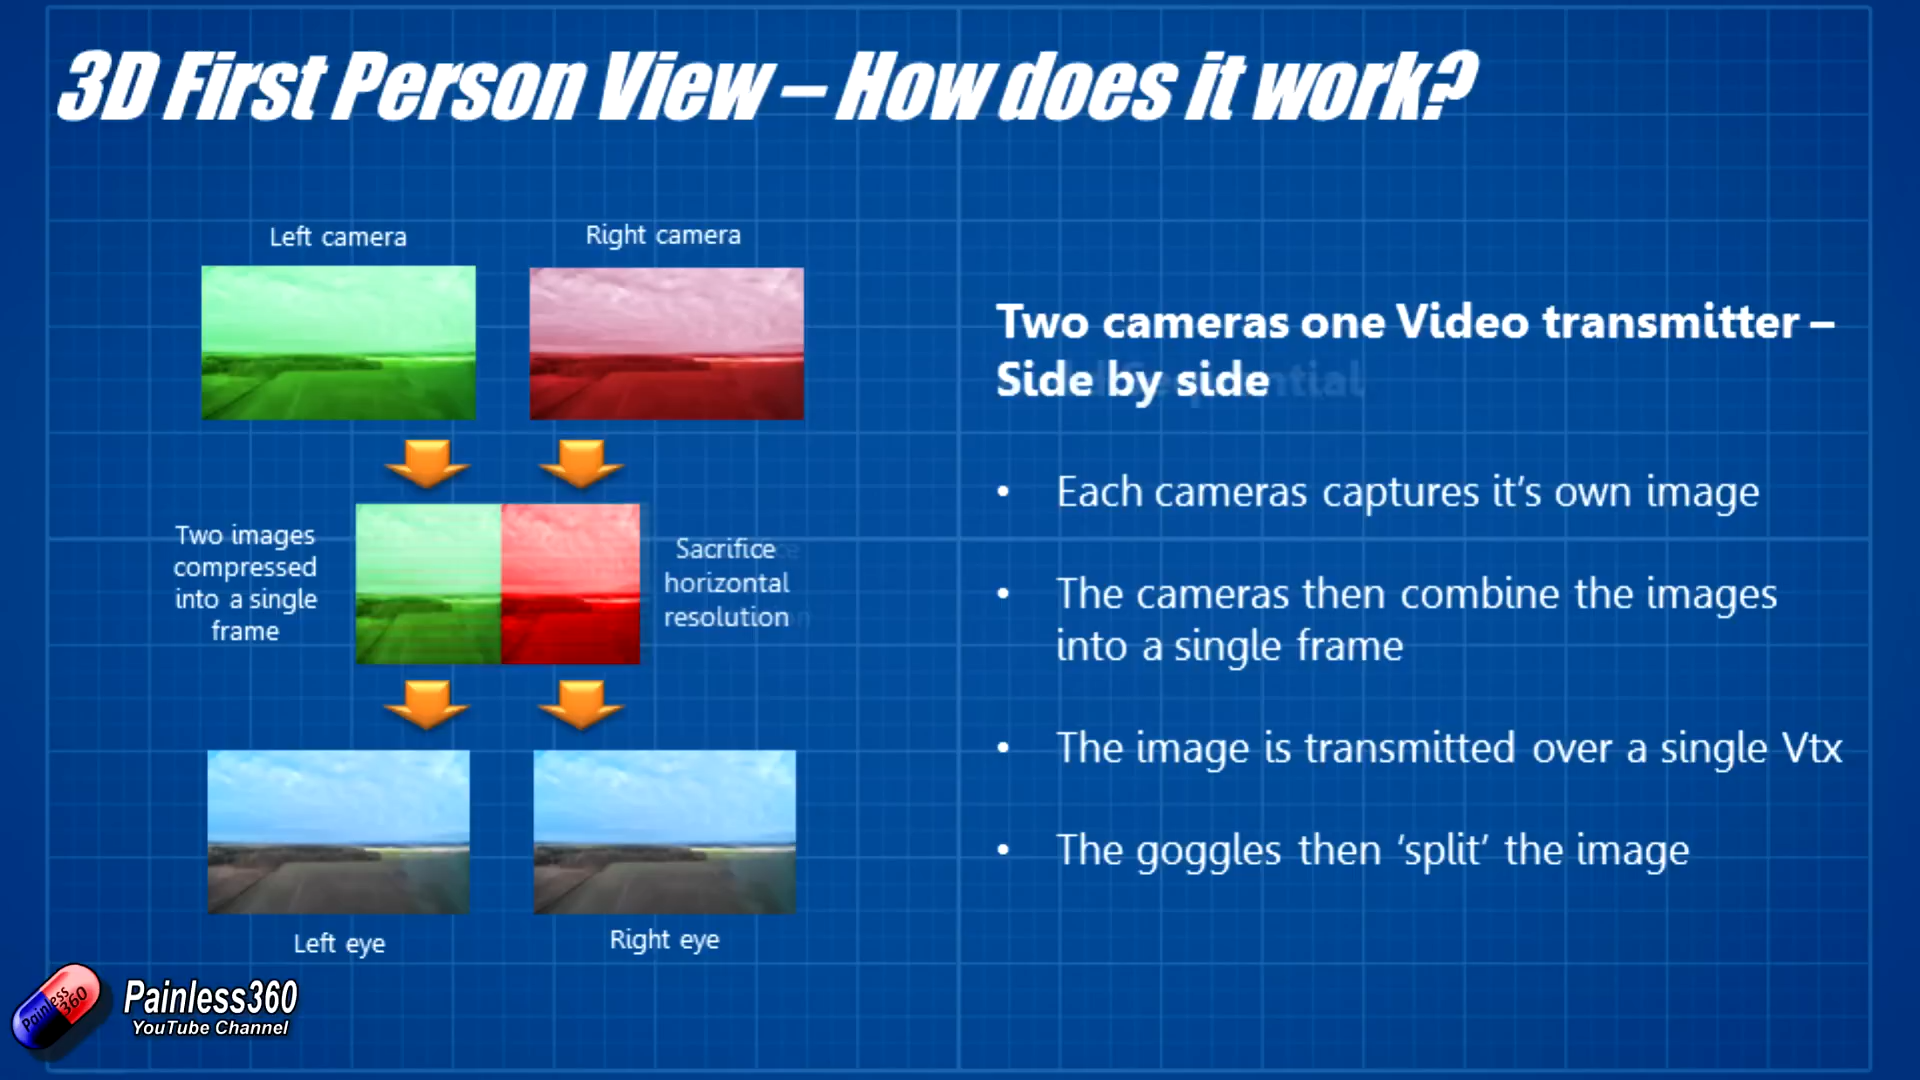 3D First Person View – How does it work?
Left camera
Right camera
Two images
compressed
into a single
frame
Sacrifice
horizontal
resolution
Left eye
Right eye
Two cameras one Video transmitter –
Side by side
• Each cameras captures it’s own image
• The cameras then combine the images
into a single frame
• The image is transmitted over a single Vtx
• The goggles then ‘split’ the image
Painless
360
Painless360
YouTube Channel